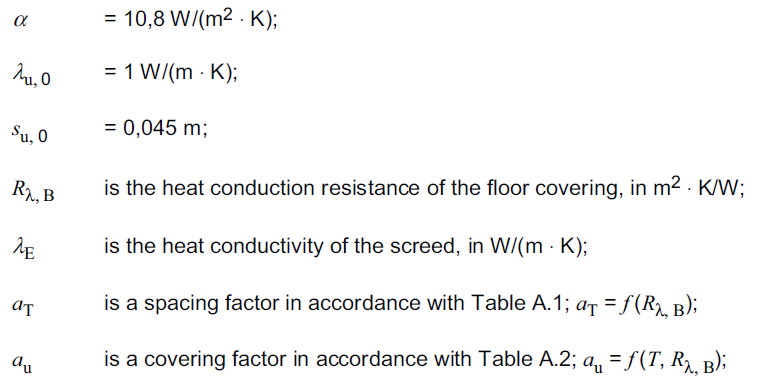 α = 10,8 W/(m² · K);
λu, 0 = 1 W/(m · K);
su, 0 = 0,045 m;
Rλ, B is the heat conduction resistance of the floor covering, in m² · K/W;
λE is the heat conductivity of the screed, in W/(m · K);
aT is a spacing factor in accordance with Table A.1; aT = f (Rλ, B);
au is a covering factor in accordance with Table A.2; au = f (T, Rλ, B);